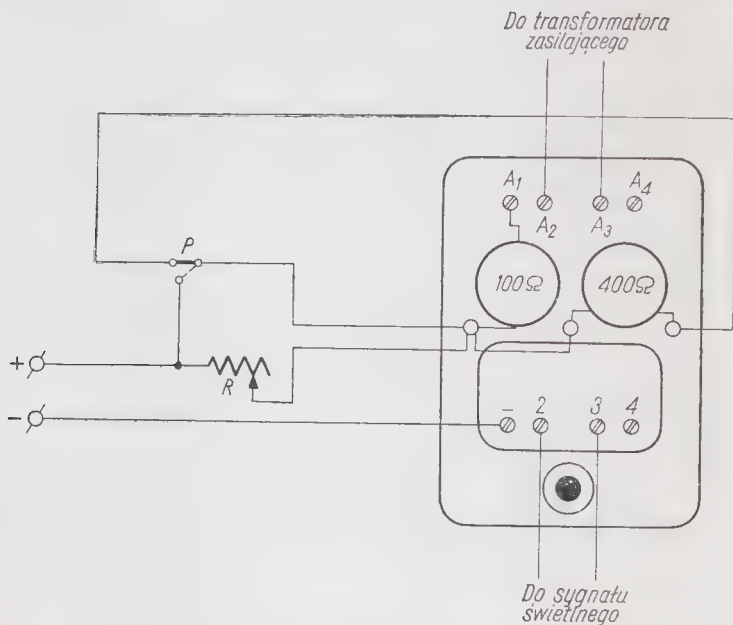 Do transformatora
zasilającego
A1 A2 A3 A4
P
100Ω 400Ω
+
R
-
- 2 3 4
Do sygnału
świetlnego